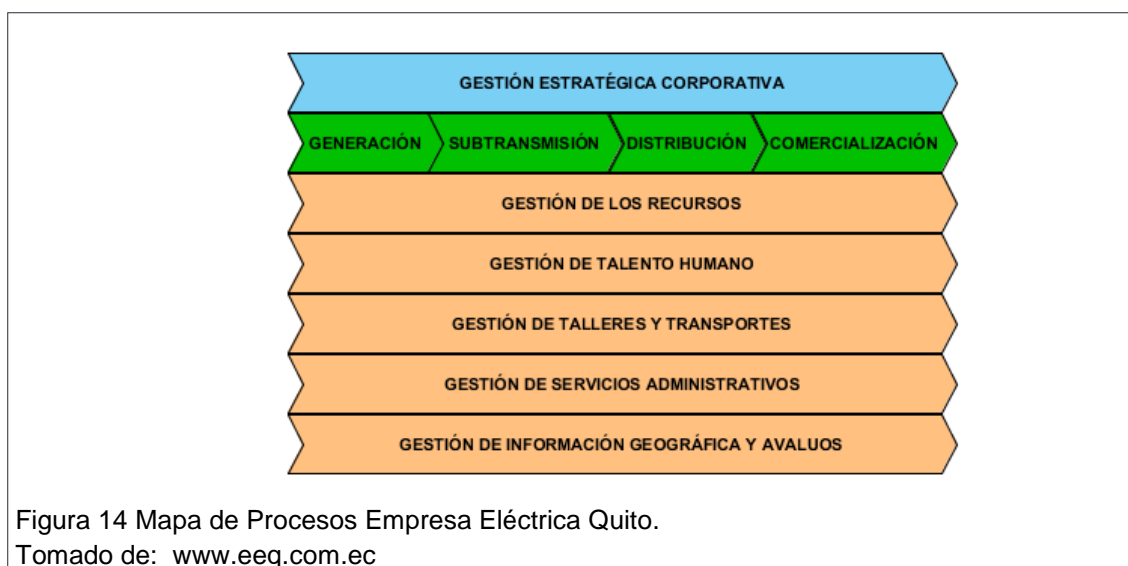 GESTIÓN ESTRATÉGICA CORPORATIVA
GENERACIÓN SUBTRANSMISIÓN DISTRIBUCIÓN COMERCIALIZACIÓN
GESTIÓN DE LOS RECURSOS
GESTIÓN DE TALENTO HUMANO
GESTIÓN DE TALLERES Y TRANSPORTES
GESTIÓN DE SERVICIOS ADMINISTRATIVOS
GESTIÓN DE INFORMACIÓN GEOGRÁFICA Y AVALUOS
Figura 14 Mapa de Procesos Empresa Eléctrica Quito.
Tomado de: www.eeq.com.ec